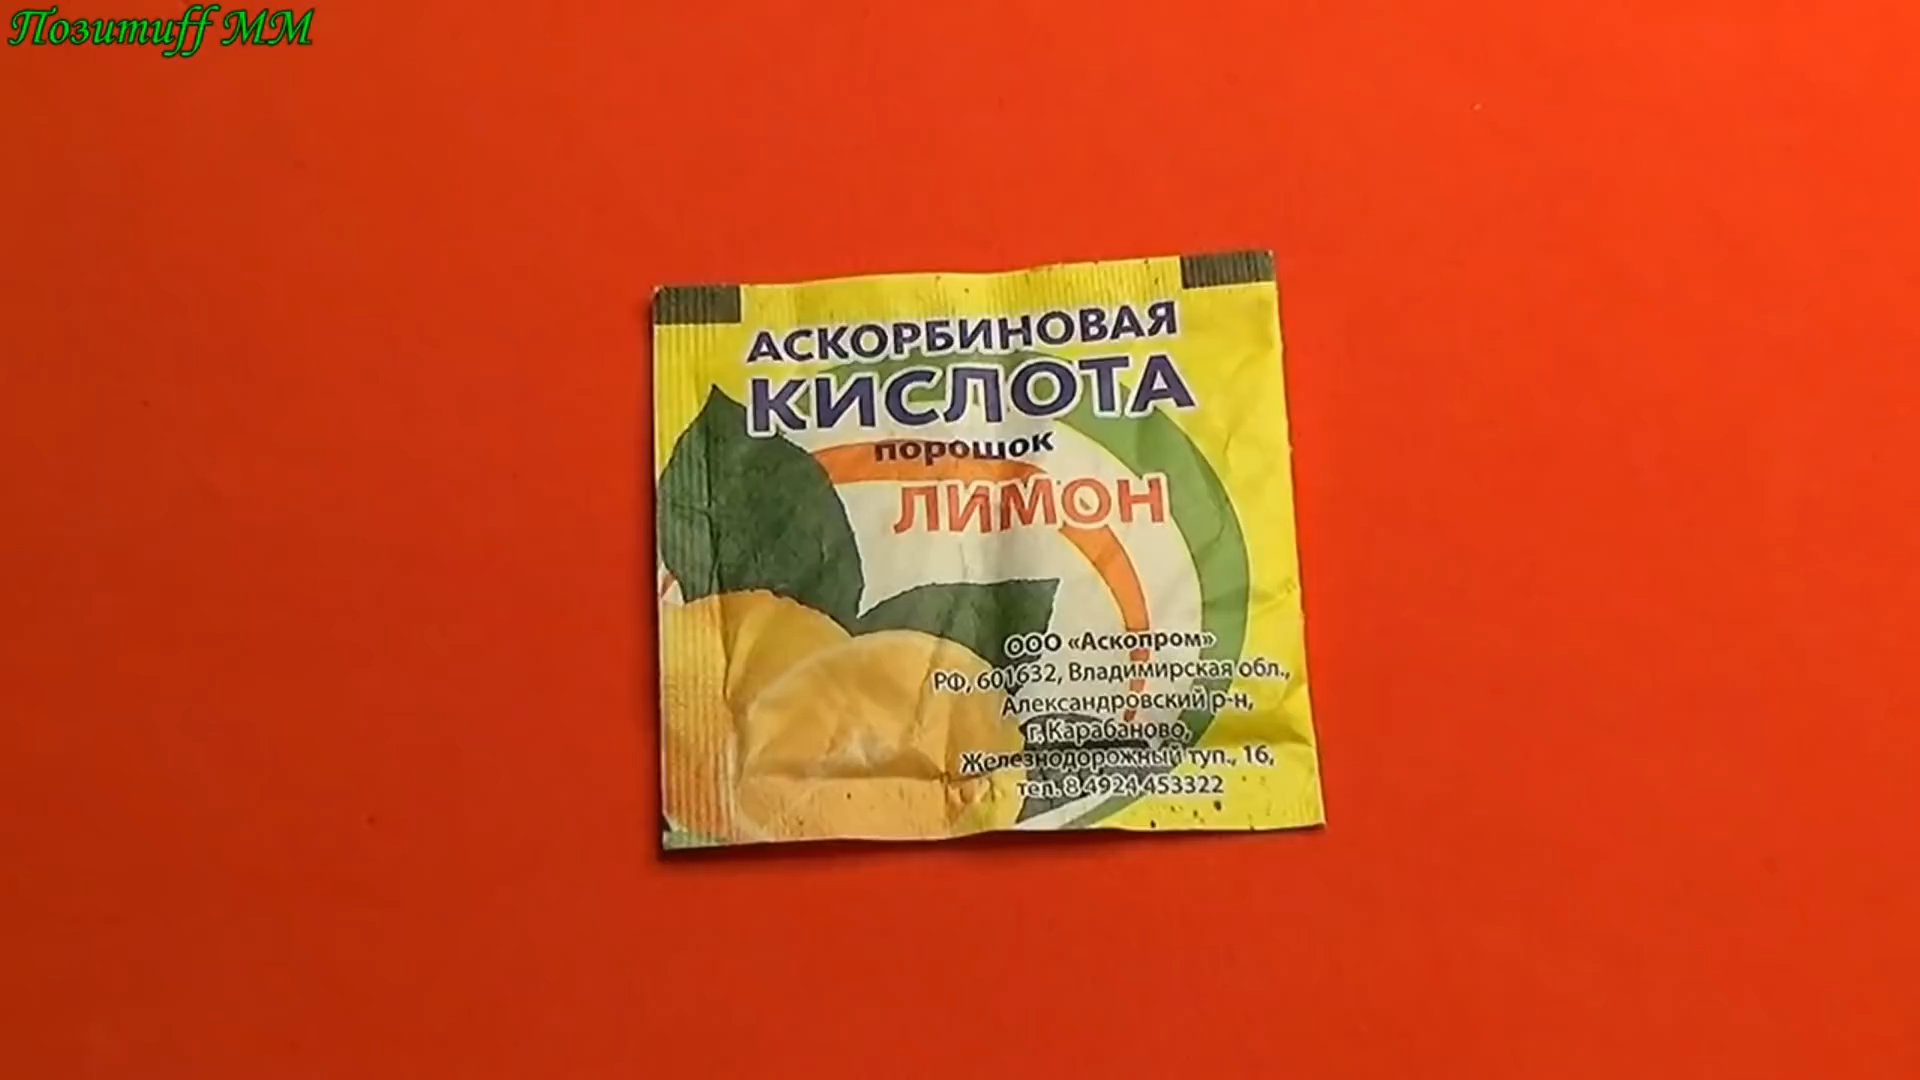 Позитиff ММ
АСКОРБИНОВАЯ
КИСЛОТА
порошок
ЛИМОН
ООО «Аскопром»
РФ, 601632, Владимирская обл.,
Александровский р-н,
г. Карабаново,
Железнодорожный туп., 16,
тел. 8 4924 453322